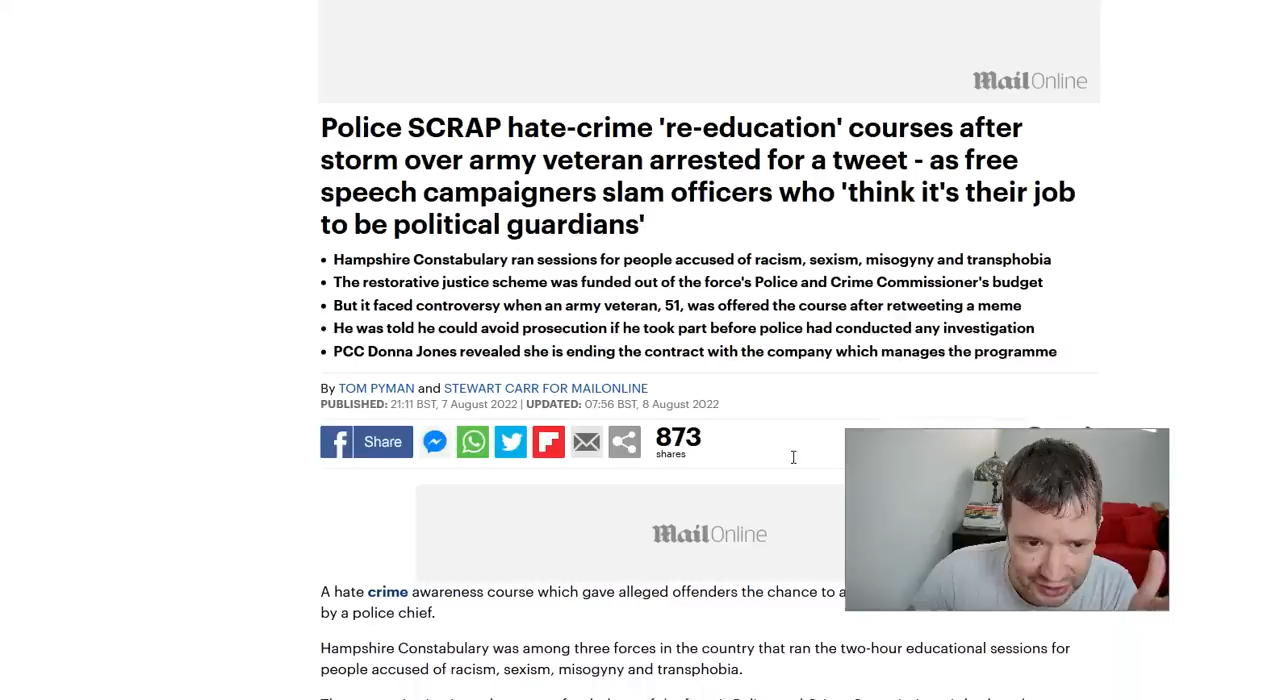 Mail Online
Police SCRAP hate-crime 're-education' courses after
storm over army veteran arrested for a tweet - as free
speech campaigners slam officers who 'think it's their job
to be political guardians'
• Hampshire Constabulary ran sessions for people accused of racism, sexism, misogyny and transphobia
• The restorative justice scheme was funded out of the force's Police and Crime Commissioner's budget
• But it faced controversy when an army veteran, 51, was offered the course after retweeting a meme
• He was told he could avoid prosecution if he took part before police had conducted any investigation
• PCC Donna Jones revealed she is ending the contract with the company which manages the programme
By TOM PYMAN and STEWART CARR FOR MAILONLINE
PUBLISHED: 21:11 BST, 7 August 2022 | UPDATED: 07:56 BST, 8 August 2022
Share
873
shares
Mail Online
A hate crime awareness course which gave alleged offenders the chance to a
by a police chief.
Hampshire Constabulary was among three forces in the country that ran the two-hour educational sessions for
people accused of racism, sexism, misogyny and transphobia.